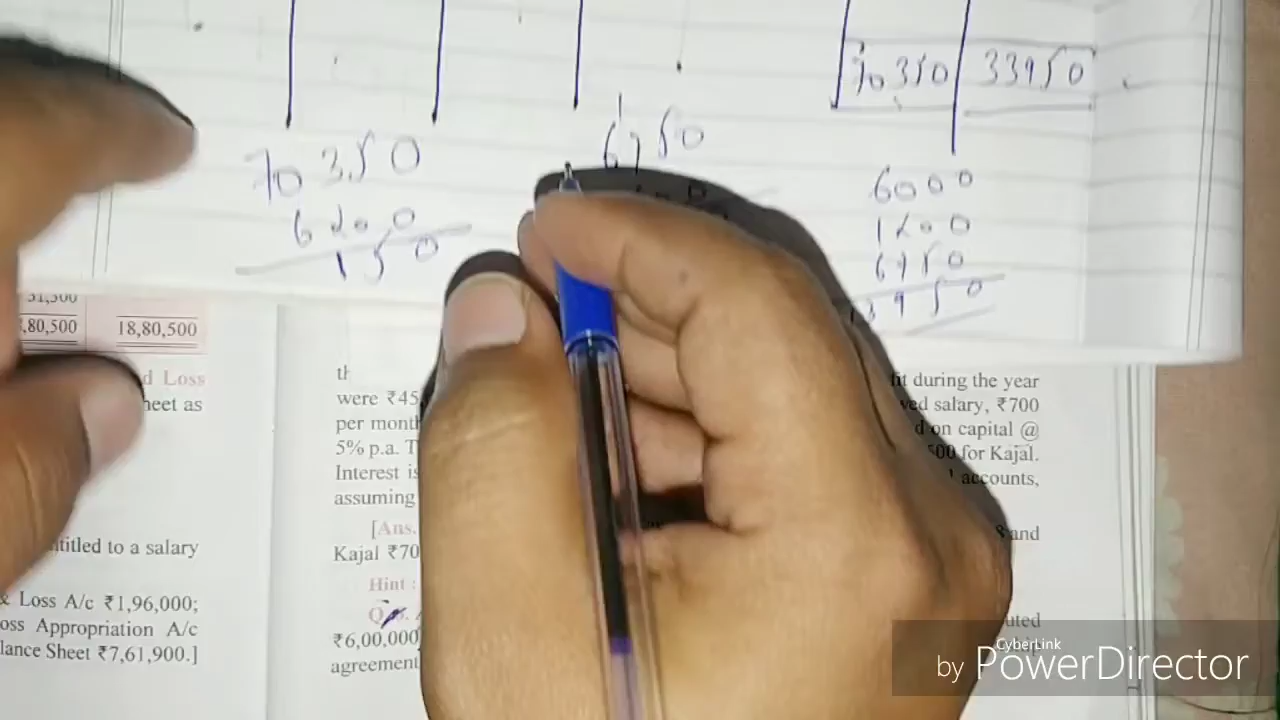 70350 33950
70350
6200
150
6750
6000
1200
6750
13950
31,500
,80,500 18,80,500
d Loss
heet as
ntitled to a salary
& Loss A/c ₹1,96,000;
oss Appropriation A/c
lance Sheet ₹7,61,900.]
th
were ₹45
per month
5% p.a. T
Interest is
assuming
[Ans.
Kajal ₹70
Hint :
₹6,00,000
agreement
fit during the year
ved salary, ₹700
d on capital @
500 for Kajal.
accounts,
8 and
uted
CyberLink
by PowerDirector